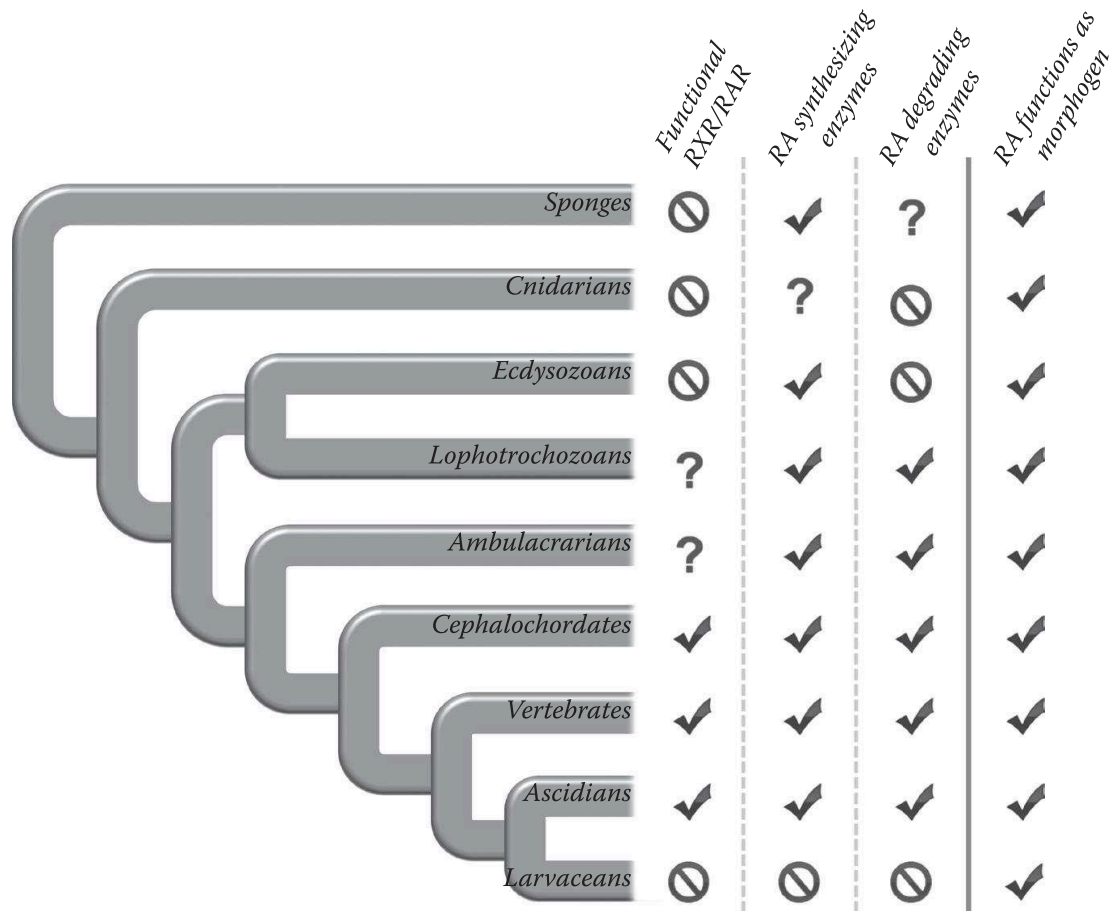 Functional
RXR/RAR
RA synthesizing
enzymes
RA degrading
enzymes
RA functions as
morphogen
Sponges
?
Cnidarians
?
Ecdysozoans
Lophotrochozoans
?
Ambulacrarians
?
Cephalochordates
Vertebrates
Ascidians
Larvaceans